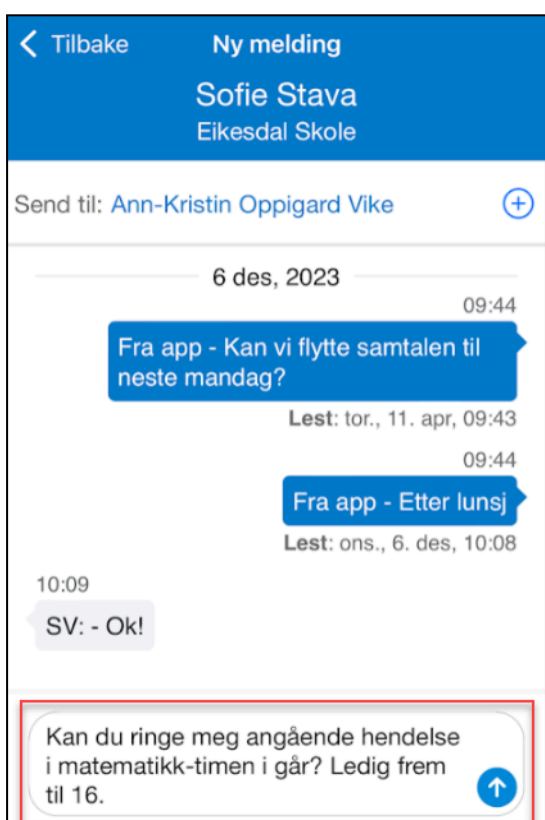 Tilbake Ny melding
Sofie Stava
Eikesdal Skole
Send til: Ann-Kristin Oppigard Vike
6 des, 2023
09:44
Fra app - Kan vi flytte samtalen til
neste mandag?
Lest: tor., 11. apr, 09:43
09:44
Fra app - Etter lunsj
Lest: ons., 6. des, 10:08
10:09
SV: - Ok!
Kan du ringe meg angående hendelse
i matematikk-timen i går? Ledig frem
til 16.